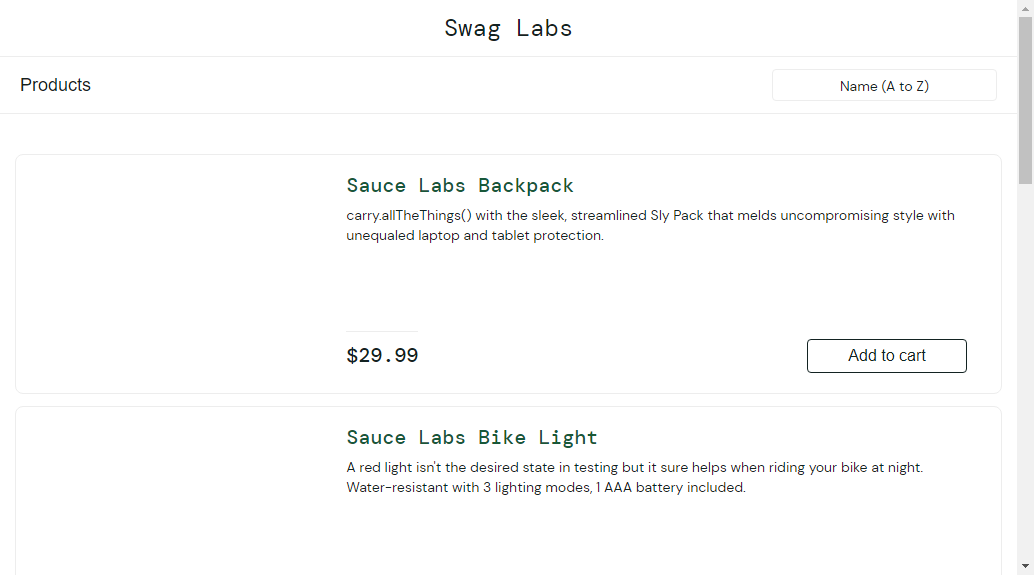 Swag Labs
Products
Name (A to Z)
Sauce Labs Backpack
carry.allTheThings() with the sleek, streamlined Sly Pack that melds uncompromising style with
unequaled laptop and tablet protection.
$29.99
Add to cart
Sauce Labs Bike Light
A red light isn't the desired state in testing but it sure helps when riding your bike at night.
Water-resistant with 3 lighting modes, 1 AAA battery included.